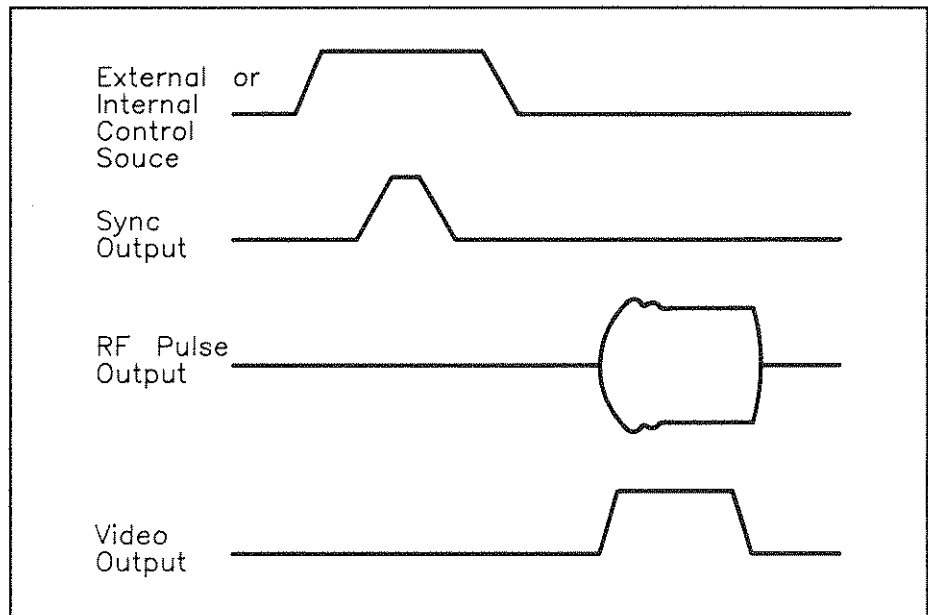 External or
Internal
Control
Souce
Sync
Output
RF Pulse
Output
Video
Output